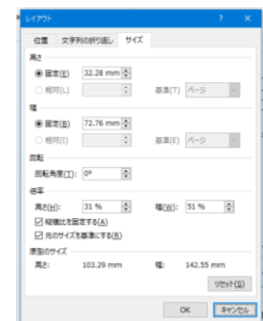 レイアウト ? ×
位置 文字列の折り返し サイズ
高さ
固定(E) 32.28 mm
相対(L) 基準(T) ページ
幅
固定(B) 72.76 mm
相対(I) 基準(E) ページ
回転
回転角度(T): 0°
倍率
高さ(H): 31 % 幅(W): 51 %
縦横比を固定する(A)
元のサイズを基準にする(R)
原型のサイズ
高さ: 103.29 mm 幅: 142.55 mm
リセット(S)
OK キャンセル